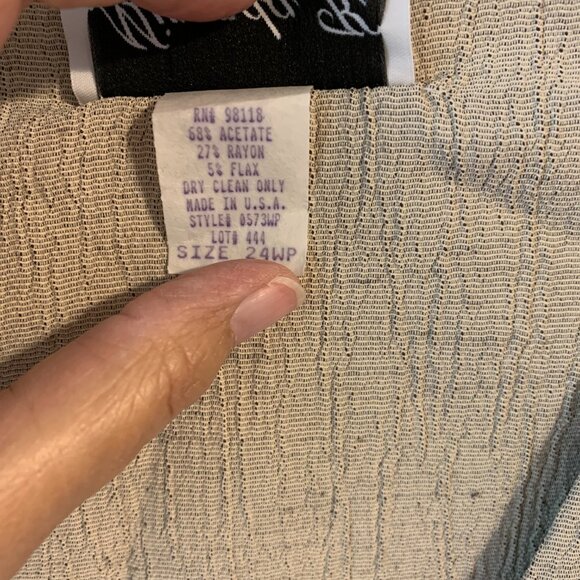 RN# 98118
68% ACETATE
27% RAYON
5% FLAX
DRY CLEAN ONLY
MADE IN U.S.A.
STYLE# 0573WP
LOT# 444
SIZE 24WP